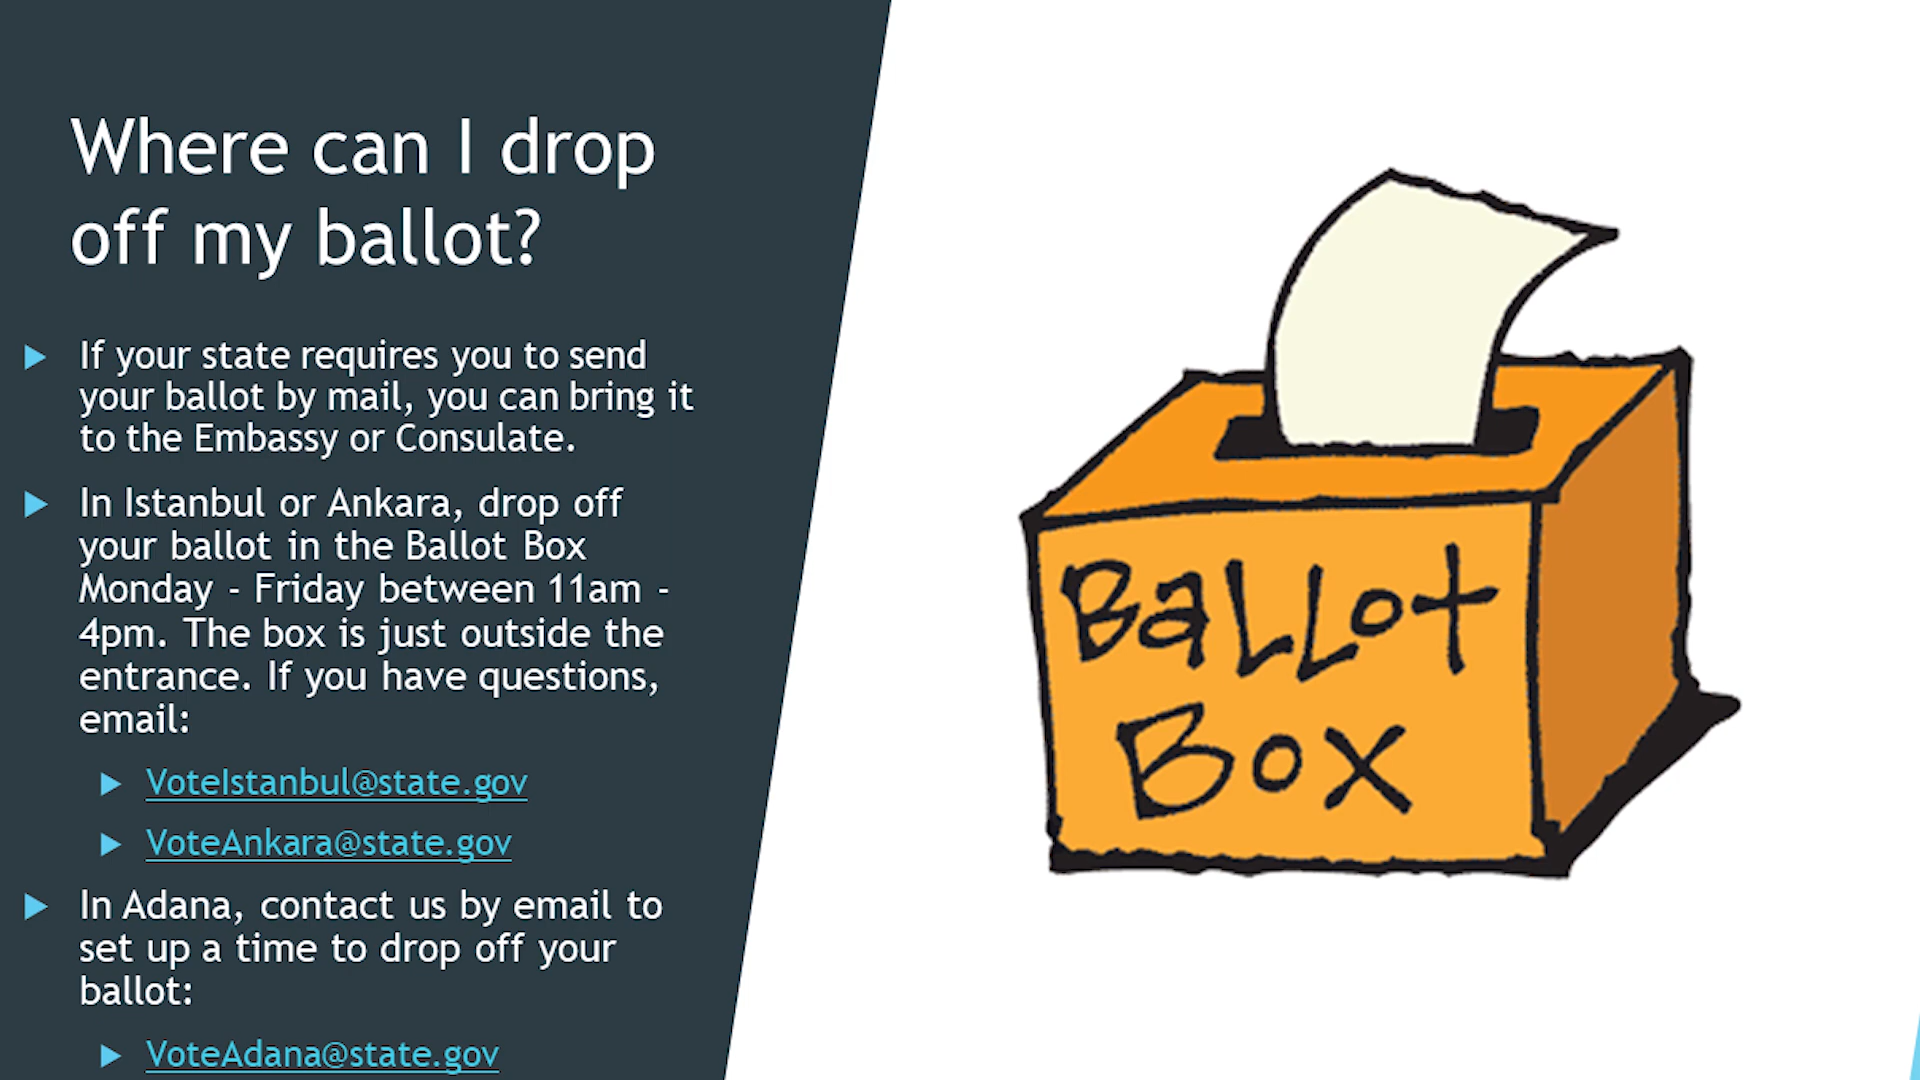 Where can I drop
off my ballot?
If your state requires you to send
your ballot by mail, you can bring it
to the Embassy or Consulate.
In Istanbul or Ankara, drop off
your ballot in the Ballot Box
Monday - Friday between 11am -
4pm. The box is just outside the
entrance. If you have questions,
email:
VoteIstanbul@state.gov
VoteAnkara@state.gov
In Adana, contact us by email to
set up a time to drop off your
ballot:
VoteAdana@state.gov
BaLLot
Box